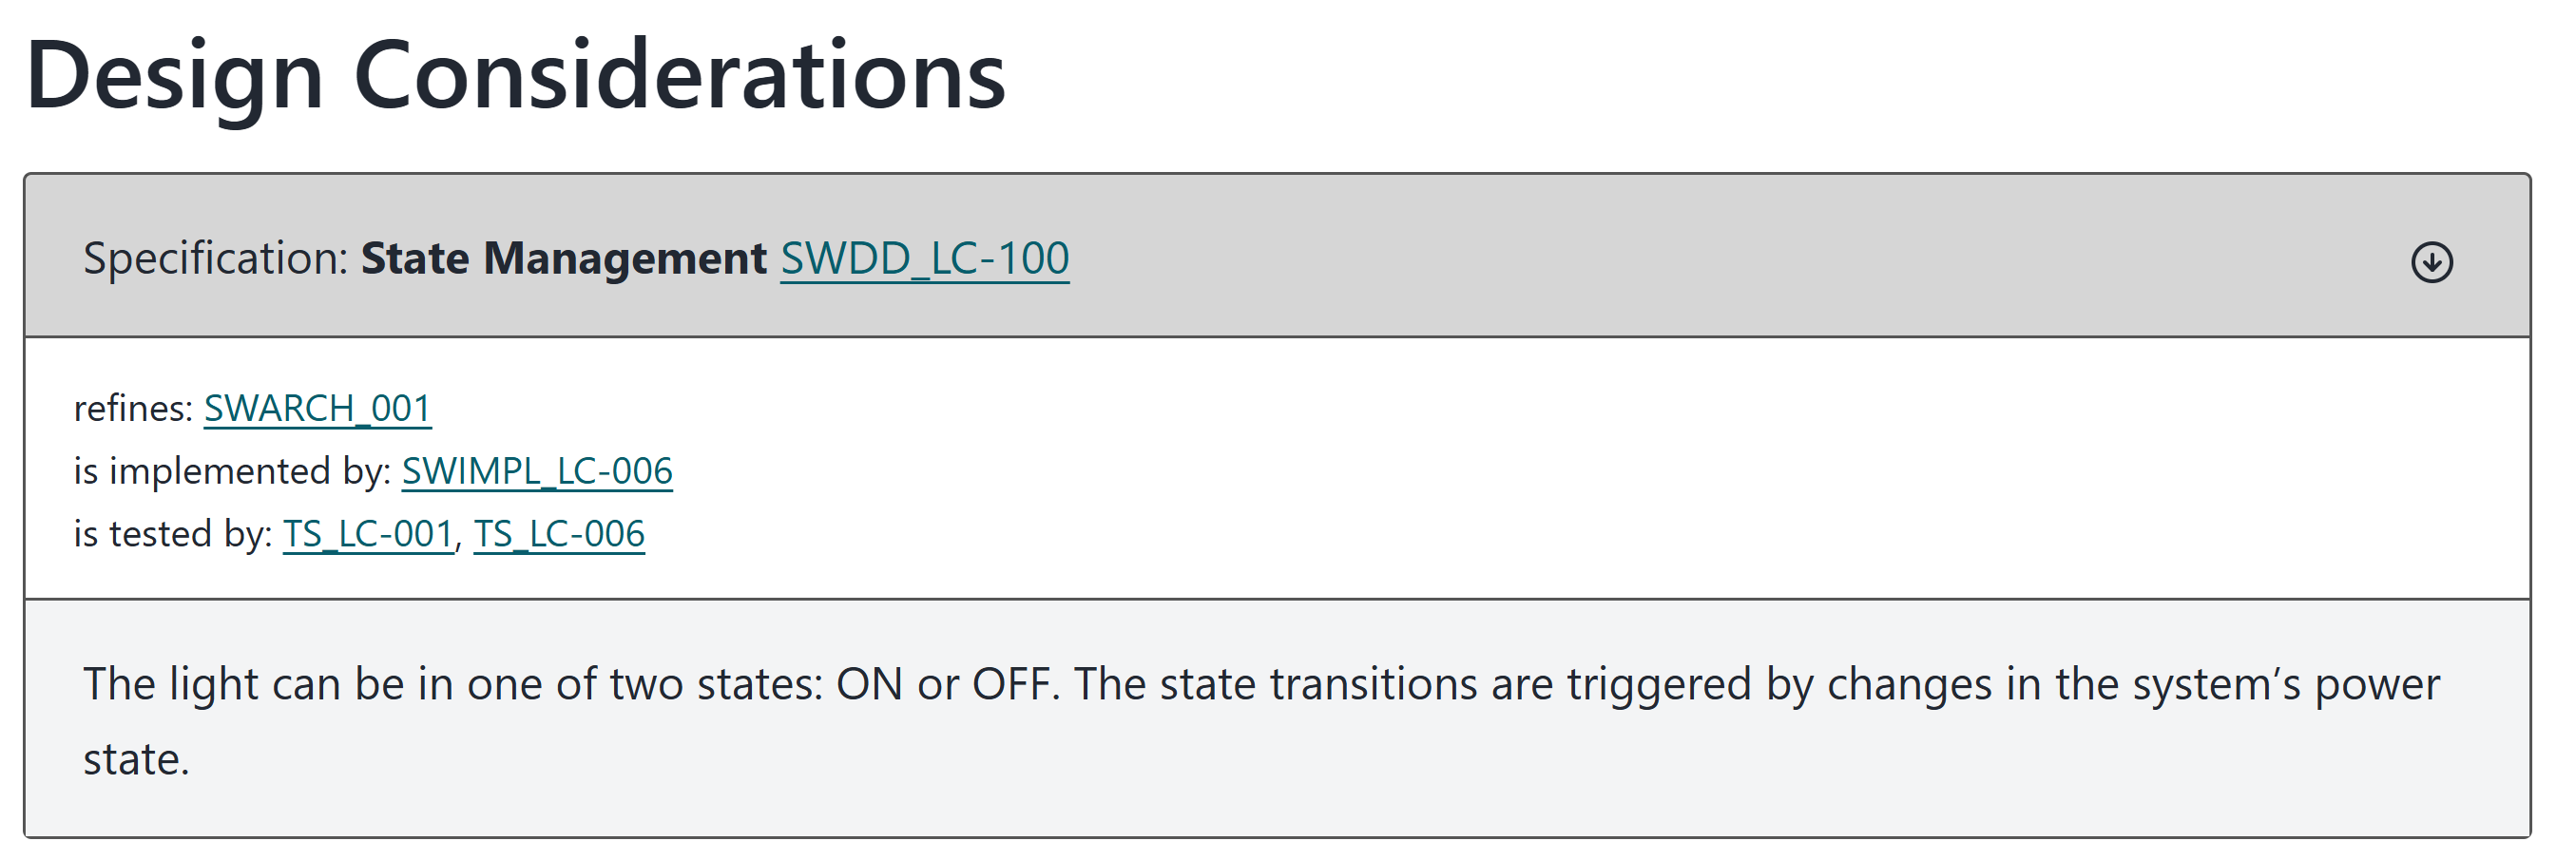 Design Considerations
Specification: State Management SWDD_LC-100
refines: SWARCH_001
is implemented by: SWIMPL_LC-006
is tested by: TS_LC-001, TS_LC-006
The light can be in one of two states: ON or OFF. The state transitions are triggered by changes in the system’s power
state.